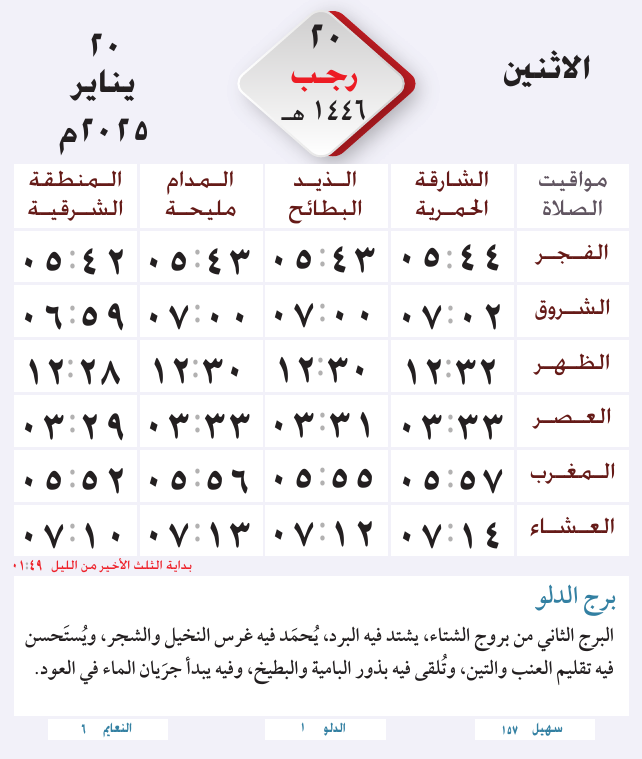 الاثنين
٢٠
رجب
١٤٤٦ هـ
٢٠
يناير
٢٠٢٥م
مواقيت الصلاة
الشارقة الحمرية
الذيد البطائح
المدام مليحة
المنطقة الشرقية
الفجر ٠٥:٤٤ ٠٥:٤٣ ٠٥:٤٣ ٠٥:٤٢
الشروق ٠٧:٠٢ ٠٧:٠٠ ٠٧:٠٠ ٠٦:٥٩
الظهر ١٢:٣٢ ١٢:٣٠ ١٢:٣٠ ١٢:٢٨
العصر ٠٣:٣٣ ٠٣:٣١ ٠٣:٣٣ ٠٣:٢٩
المغرب ٠٥:٥٧ ٠٥:٥٥ ٠٥:٥٦ ٠٥:٥٢
العشاء ٠٧:١٤ ٠٧:١٢ ٠٧:١٣ ٠٧:١٠
بداية الثلث الأخير من الليل ٠١:٤٩
برج الدلو
البرج الثاني من بروج الشتاء، يشتد فيه البرد، يُحمَد فيه غرس النخيل والشجر، ويُستَحسن
فيه تقليم العنب والتين، وتُلقى فيه بذور البامية والبطيخ، وفيه يبدأ جرَيان الماء في العود.
سهيل ١٥٧
الدلو ١
النعايم ٦